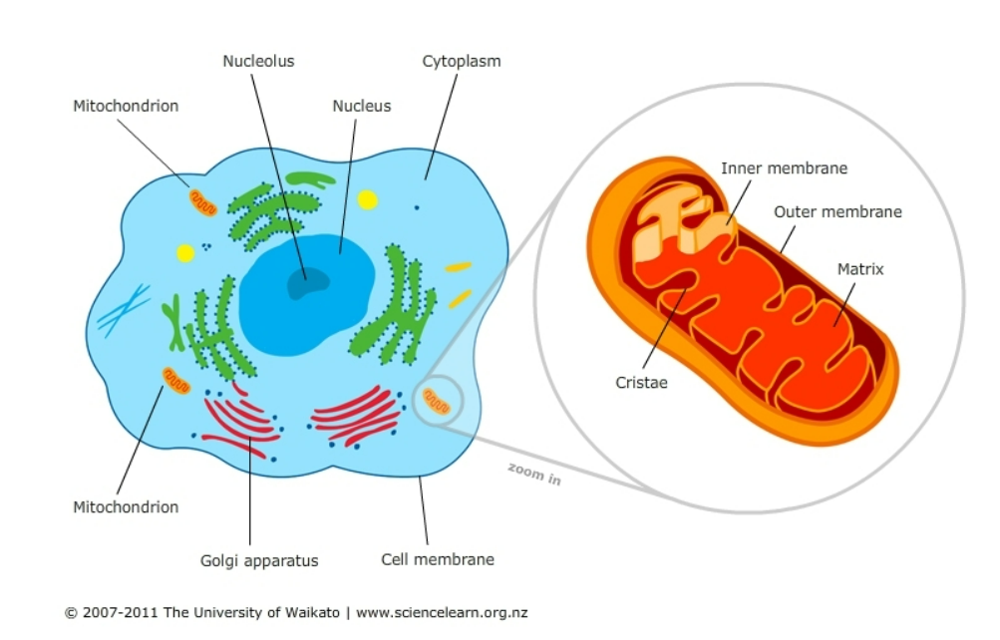 Nucleolus
Cytoplasm
Mitochondrion
Nucleus
Inner membrane
Outer membrane
Matrix
Cristae
zoom in
Mitochondrion
Golgi apparatus
Cell membrane
© 2007-2011 The University of Waikato | www.sciencelearn.org.nz